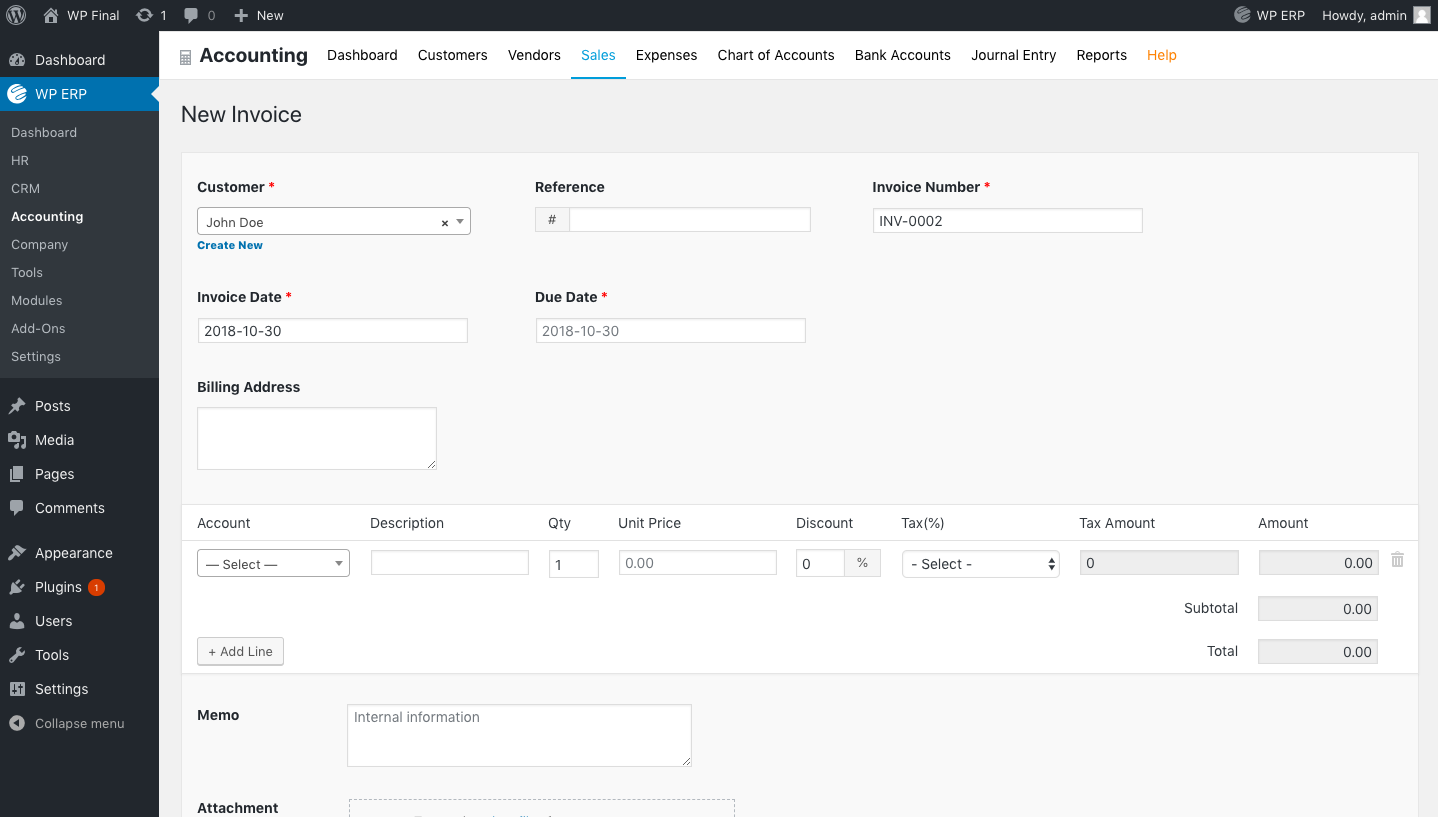 WP Final 1 0 New WP ERP Howdy, admin
Dashboard
WP ERP
Dashboard
HR
CRM
Accounting
Company
Tools
Modules
Add-Ons
Settings
Posts
Media
Pages
Comments
Appearance
Plugins 1
Users
Tools
Settings
Collapse menu
Accounting Dashboard Customers Vendors Sales Expenses Chart of Accounts Bank Accounts Journal Entry Reports Help
New Invoice
Customer * Reference Invoice Number *
John Doe × # INV-0002
Create New
Invoice Date * Due Date *
2018-10-30 2018-10-30
Billing Address
Account Description Qty Unit Price Discount Tax(%) Tax Amount Amount
— Select — 1 0.00 0 % - Select - 0 0.00
Subtotal 0.00
+ Add Line Total 0.00
Memo Internal information
Attachment